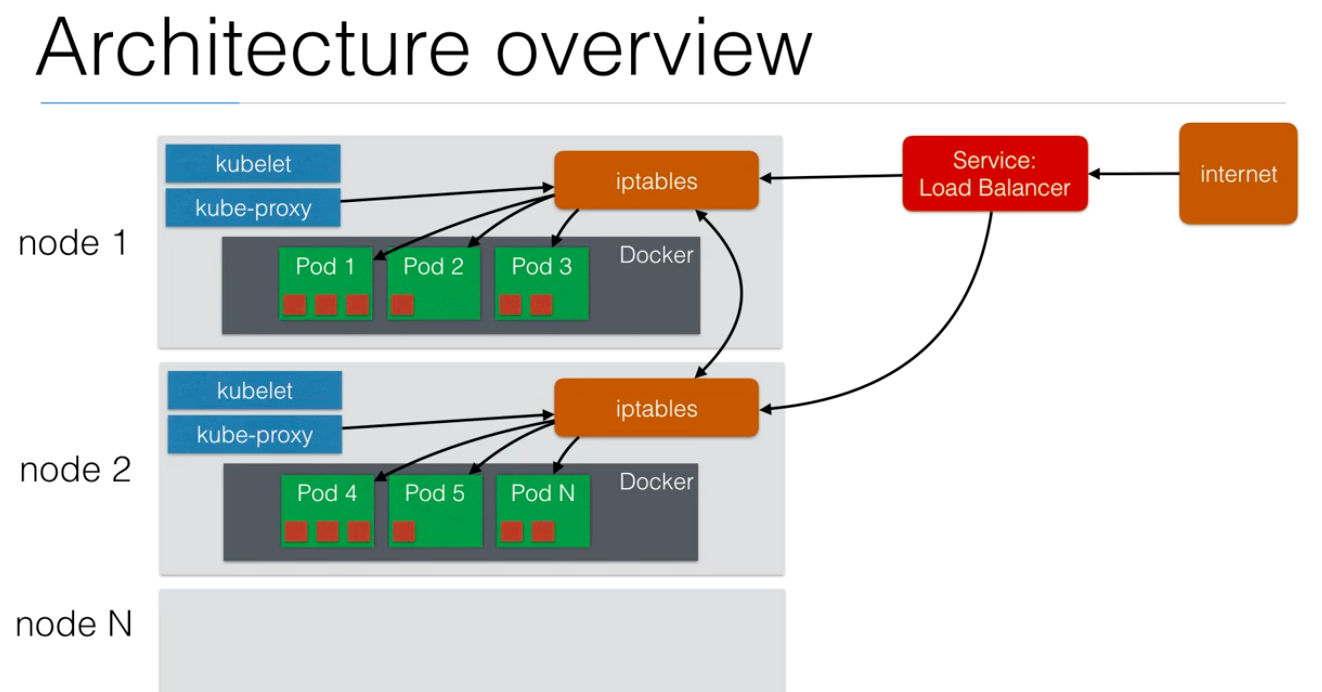 Architecture overview
node 1
kubelet
kube-proxy
iptables
Service:
Load Balancer
internet
Docker
Pod 1
Pod 2
Pod 3
node 2
kubelet
kube-proxy
iptables
Docker
Pod 4
Pod 5
Pod N
node N